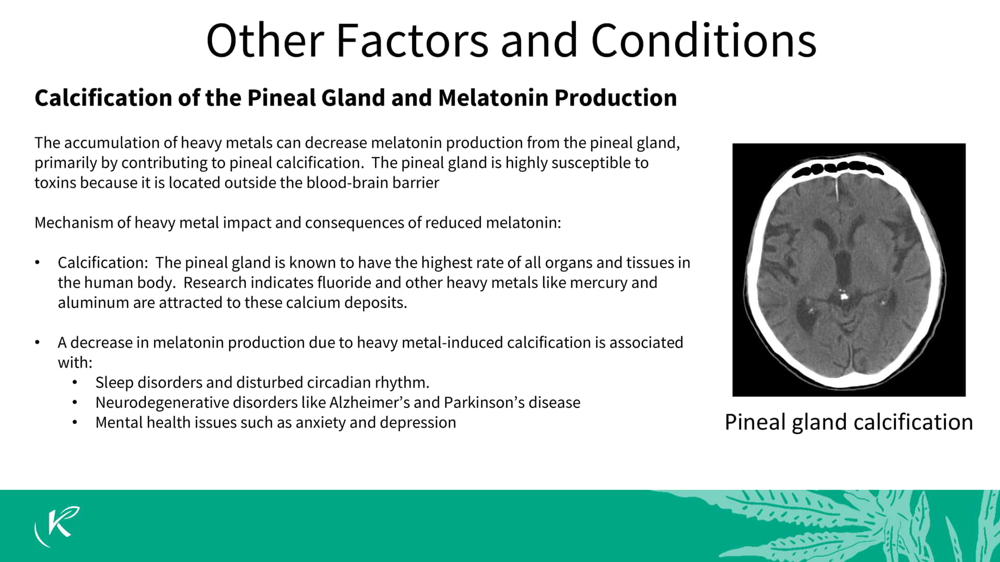 Other Factors and Conditions
Calcification of the Pineal Gland and Melatonin Production
The accumulation of heavy metals can decrease melatonin production from the pineal gland,
primarily by contributing to pineal calcification.  The pineal gland is highly susceptible to
toxins because it is located outside the blood-brain barrier
Mechanism of heavy metal impact and consequences of reduced melatonin:
• Calcification:  The pineal gland is known to have the highest rate of all organs and tissues in
the human body.  Research indicates fluoride and other heavy metals like mercury and
aluminum are attracted to these calcium deposits.
• A decrease in melatonin production due to heavy metal-induced calcification is associated
with:
• Sleep disorders and disturbed circadian rhythm.
• Neurodegenerative disorders like Alzheimer’s and Parkinson’s disease
• Mental health issues such as anxiety and depression
Pineal gland calcification
K